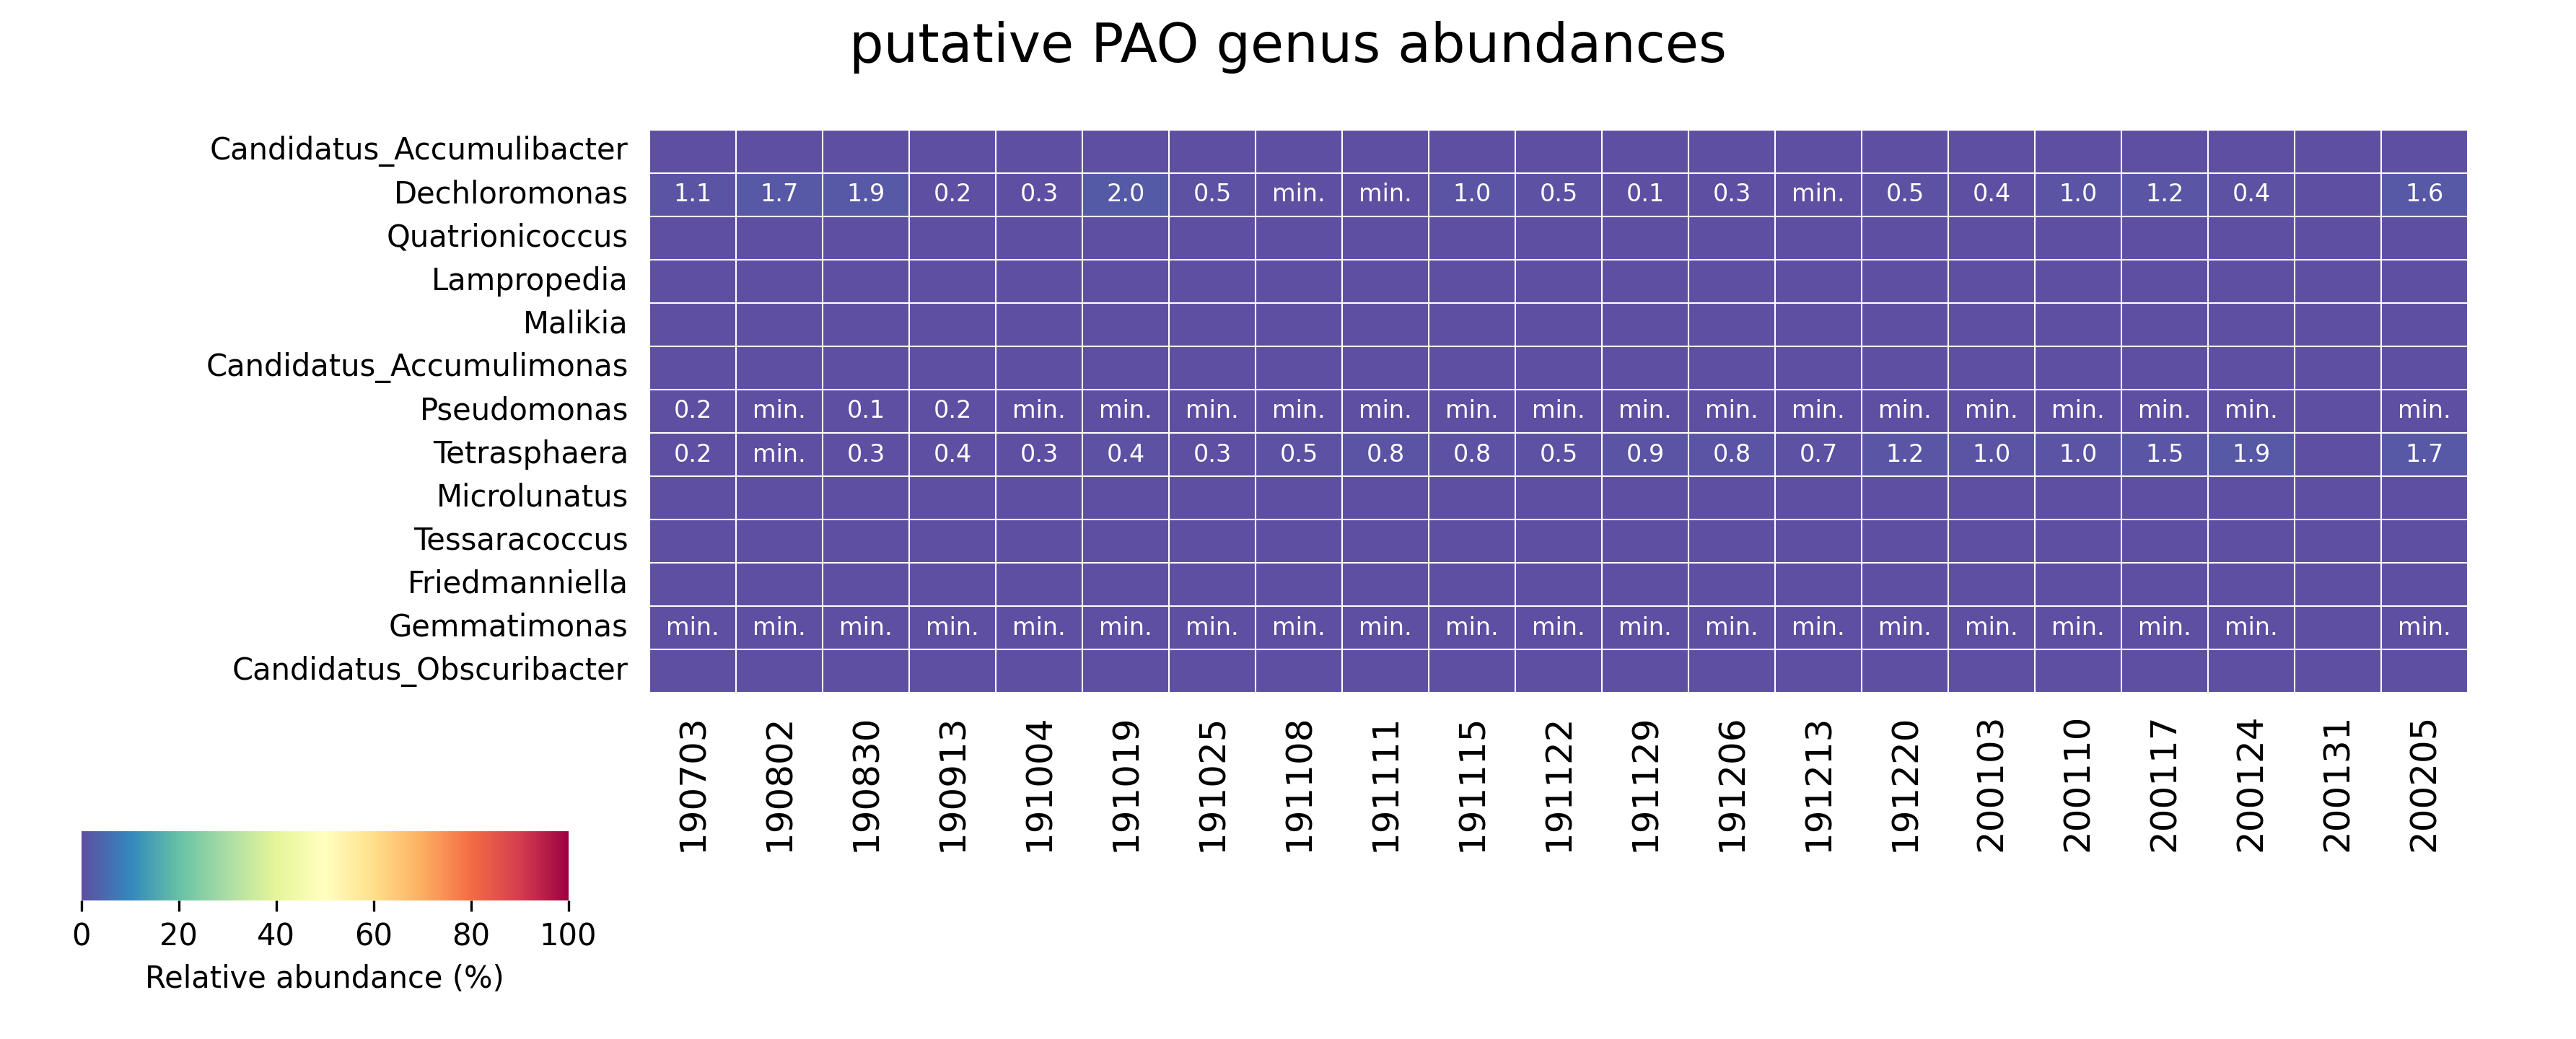 putative PAO genus abundances
Candidatus_Accumulibacter
Dechloromonas 1.1 1.7 1.9 0.2 0.3 2.0 0.5 min. min. 1.0 0.5 0.1 0.3 min. 0.5 0.4 1.0 1.2 0.4 1.6
Quatrionicoccus
Lampropedia
Malikia
Candidatus_Accumulimonas
Pseudomonas 0.2 min. 0.1 0.2 min. min. min. min. min. min. min. min. min. min. min. min. min. min. min. min.
Tetrasphaera 0.2 min. 0.3 0.4 0.3 0.4 0.3 0.5 0.8 0.8 0.5 0.9 0.8 0.7 1.2 1.0 1.0 1.5 1.9 1.7
Microlunatus
Tessaracoccus
Friedmanniella
Gemmatimonas min. min. min. min. min. min. min. min. min. min. min. min. min. min. min. min. min. min. min. min.
Candidatus_Obscuribacter
190703 190802 190830 190913 191004 191019 191025 191108 191111 191115 191122 191129 191206 191213 191220 200103 200110 200117 200124 200131 200205
0 20 40 60 80 100
Relative abundance (%)